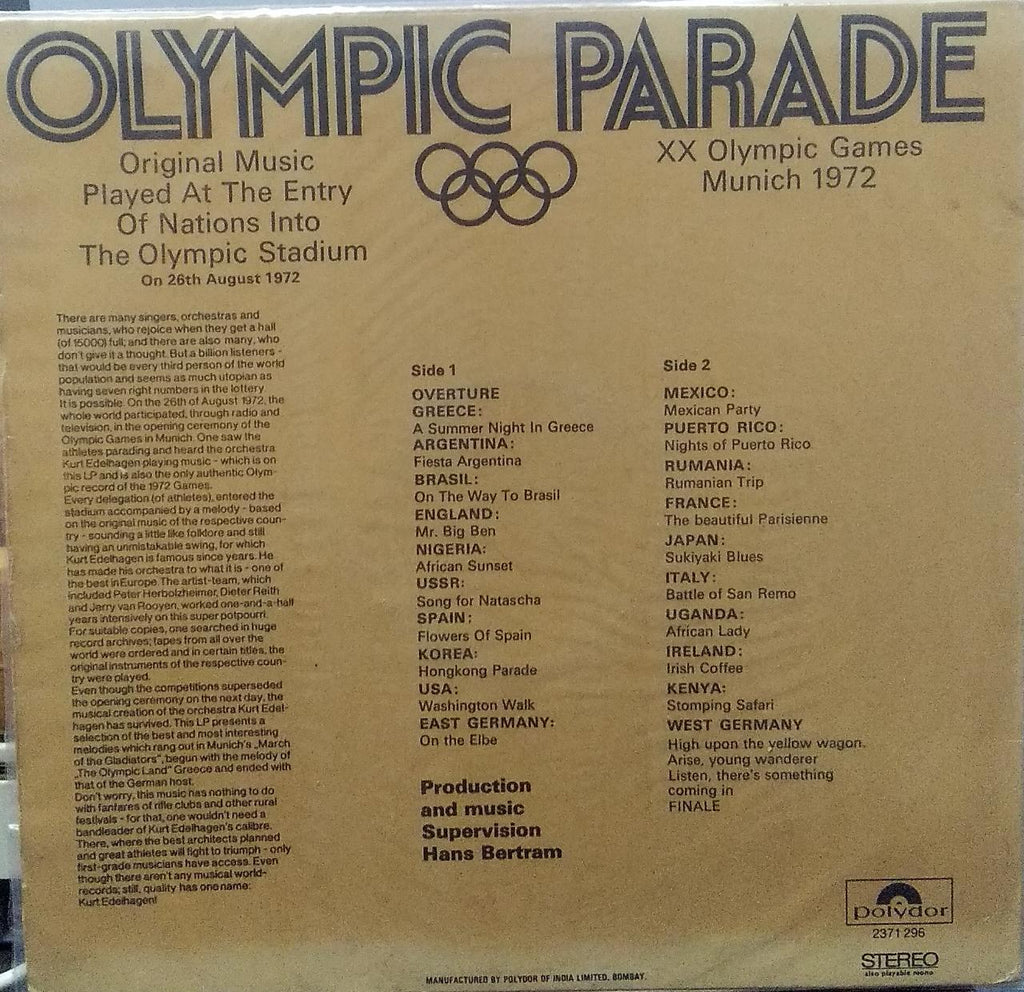 OLYMPIC PARADE
Original Music
Played At The Entry
Of Nations Into
The Olympic Stadium
On 26th August 1972
XX Olympic Games
Munich 1972
There are many singers, orchestras and
musicians, who rejoice when they get a hall
(of 15000) full; and there are also many, who
don't give it a thought. But a billion listeners -
that would be every third person of the world
population and seems as much utopian as
having seven right numbers in the lottery.
It is possible. On the 26th of August 1972, the
whole world participated, through radio and
television, in the opening ceremony of the
Olympic Games in Munich. One saw the
athletes parading and heard the orchestra
Kurt Edelhagen playing music - which is on
this LP and is also the only authentic Olym-
pic record of the 1972 Games.
Every delegation (of athletes), entered the
stadium accompanied by a melody - based
on the original music of the respective coun-
try - sounding a little like folklore and still
having an unmistakable swing, for which
Kurt Edelhagen is famous since years. He
has made his orchestra to what it is - one of
the best in Europe. The artist-team, which
included Peter Herbolzheimer, Dieter Reith
and Jerry van Rooyen, worked one-and-a-half
years intensively on this super potpourri.
For suitable copies, one searched in huge
record archives; tapes from all over the
world were ordered and in certain titles, the
original instruments of the respective coun-
try were played.
Even though the competitions superseded
the opening ceremony on the next day, the
musical creation of the orchestra Kurt Edel-
hagen has survived. This LP presents a
selection of the best and most interesting
melodies which rang out in Munich's „March
of the Gladiators", begun with the melody of
„The Olympic Land" Greece and ended with
that of the German host.
Don't worry, this music has nothing to do
with fanfares of rifle clubs and other rural
festivals - for that, one wouldn't need a
bandleader of Kurt Edelhagen's calibre.
There, where the best architects planned
and great athletes will fight to triumph - only
first-grade musicians have access. Even
though there aren't any musical world-
records; still, quality has one name:
Kurt Edelhagen!
Side 1
OVERTURE
GREECE:
A Summer Night In Greece
ARGENTINA:
Fiesta Argentina
BRASIL:
On The Way To Brasil
ENGLAND:
Mr. Big Ben
NIGERIA:
African Sunset
USSR:
Song for Natascha
SPAIN:
Flowers Of Spain
KOREA:
Hongkong Parade
USA:
Washington Walk
EAST GERMANY:
On the Elbe
Production
and music
Supervision
Hans Bertram
Side 2
MEXICO:
Mexican Party
PUERTO RICO:
Nights of Puerto Rico
RUMANIA:
Rumanian Trip
FRANCE:
The beautiful Parisienne
JAPAN:
Sukiyaki Blues
ITALY:
Battle of San Remo
UGANDA:
African Lady
IRELAND:
Irish Coffee
KENYA:
Stomping Safari
WEST GERMANY
High upon the yellow wagon.
Arise, young wanderer
Listen, there's something
coming in
FINALE
polydor
2371 296
STEREO
also playable mono
MANUFACTURED BY POLYDOR OF INDIA LIMITED, BOMBAY.